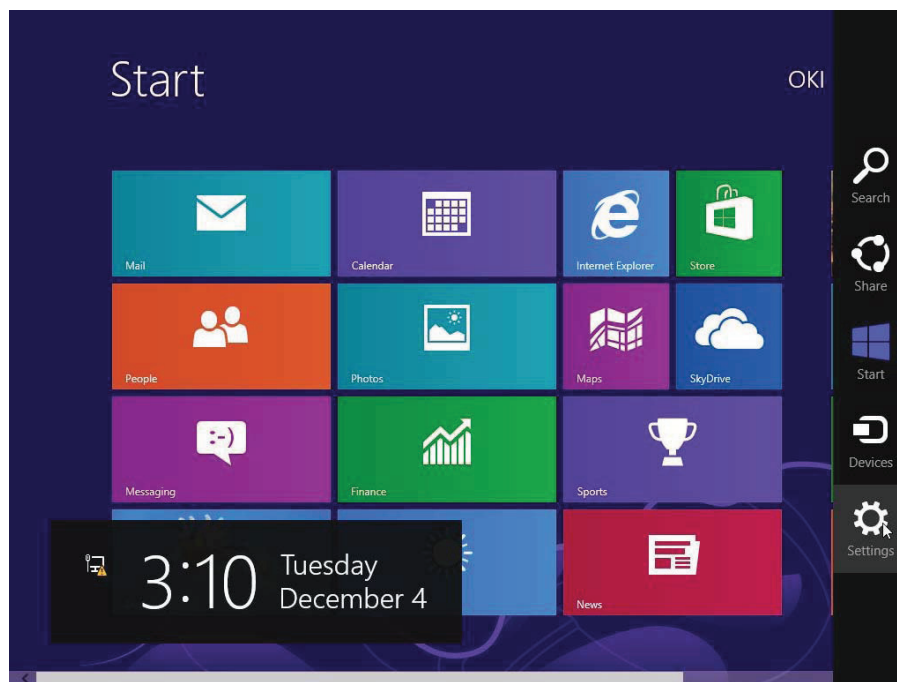 Start
OKI
Search
Share
Start
Devices
Settings
Mail
Calendar
Internet Explorer
Store
People
Photos
Maps
SkyDrive
:-)
Messaging
Finance
Sports
News
3:10
Tuesday
December 4